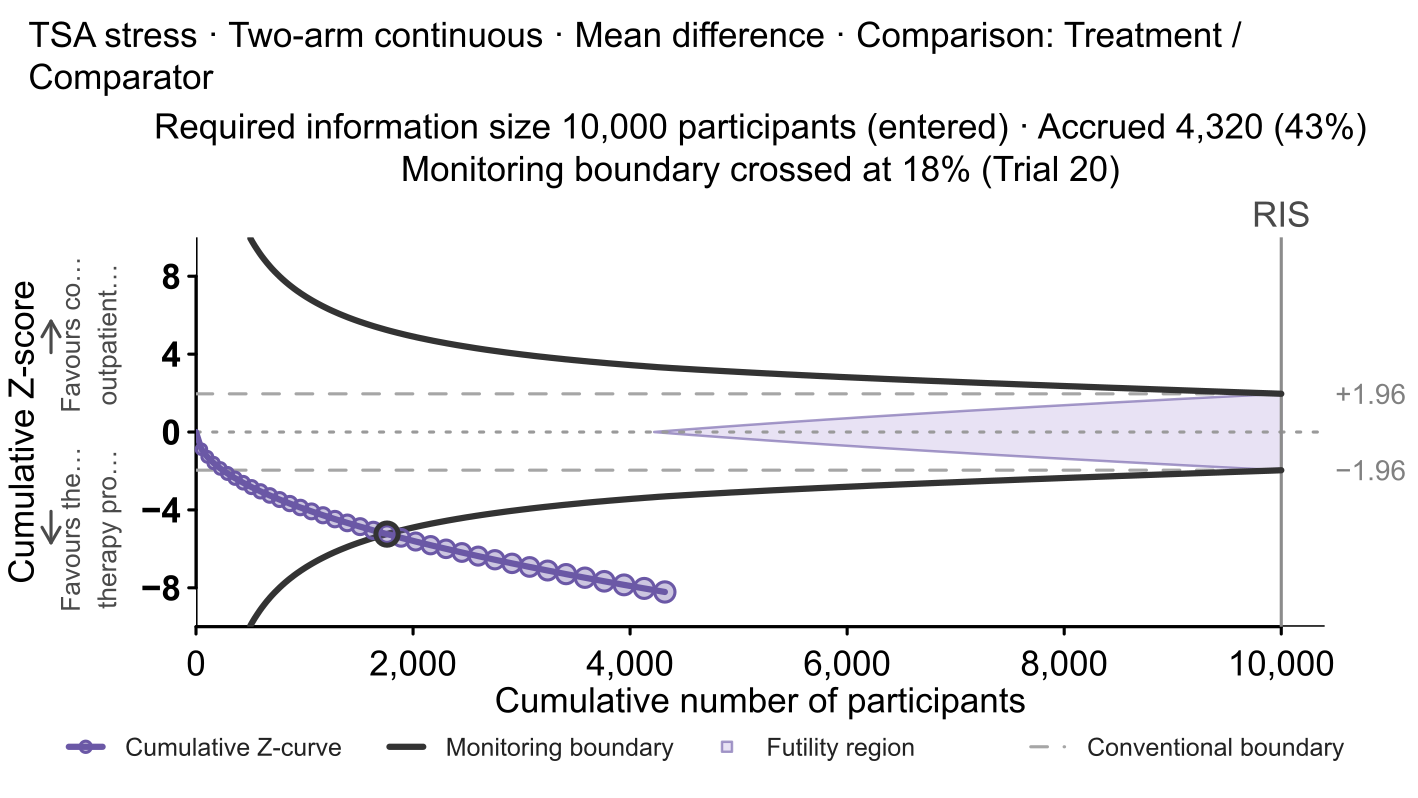 TSA stress · Two-arm continuous · Mean difference · Comparison: Treatment /
Comparator
Required information size 10,000 participants (entered) · Accrued 4,320 (43%)
Monitoring boundary crossed at 18% (Trial 20)
RIS
Cumulative Z-score
Favours co…
outpatient…
Favours the …
therapy pro…
8
4
0
−4
−8
+1.96
−1.96
0
2,000
4,000
6,000
8,000
10,000
Cumulative number of participants
Cumulative Z-curve
Monitoring boundary
Futility region
Conventional boundary